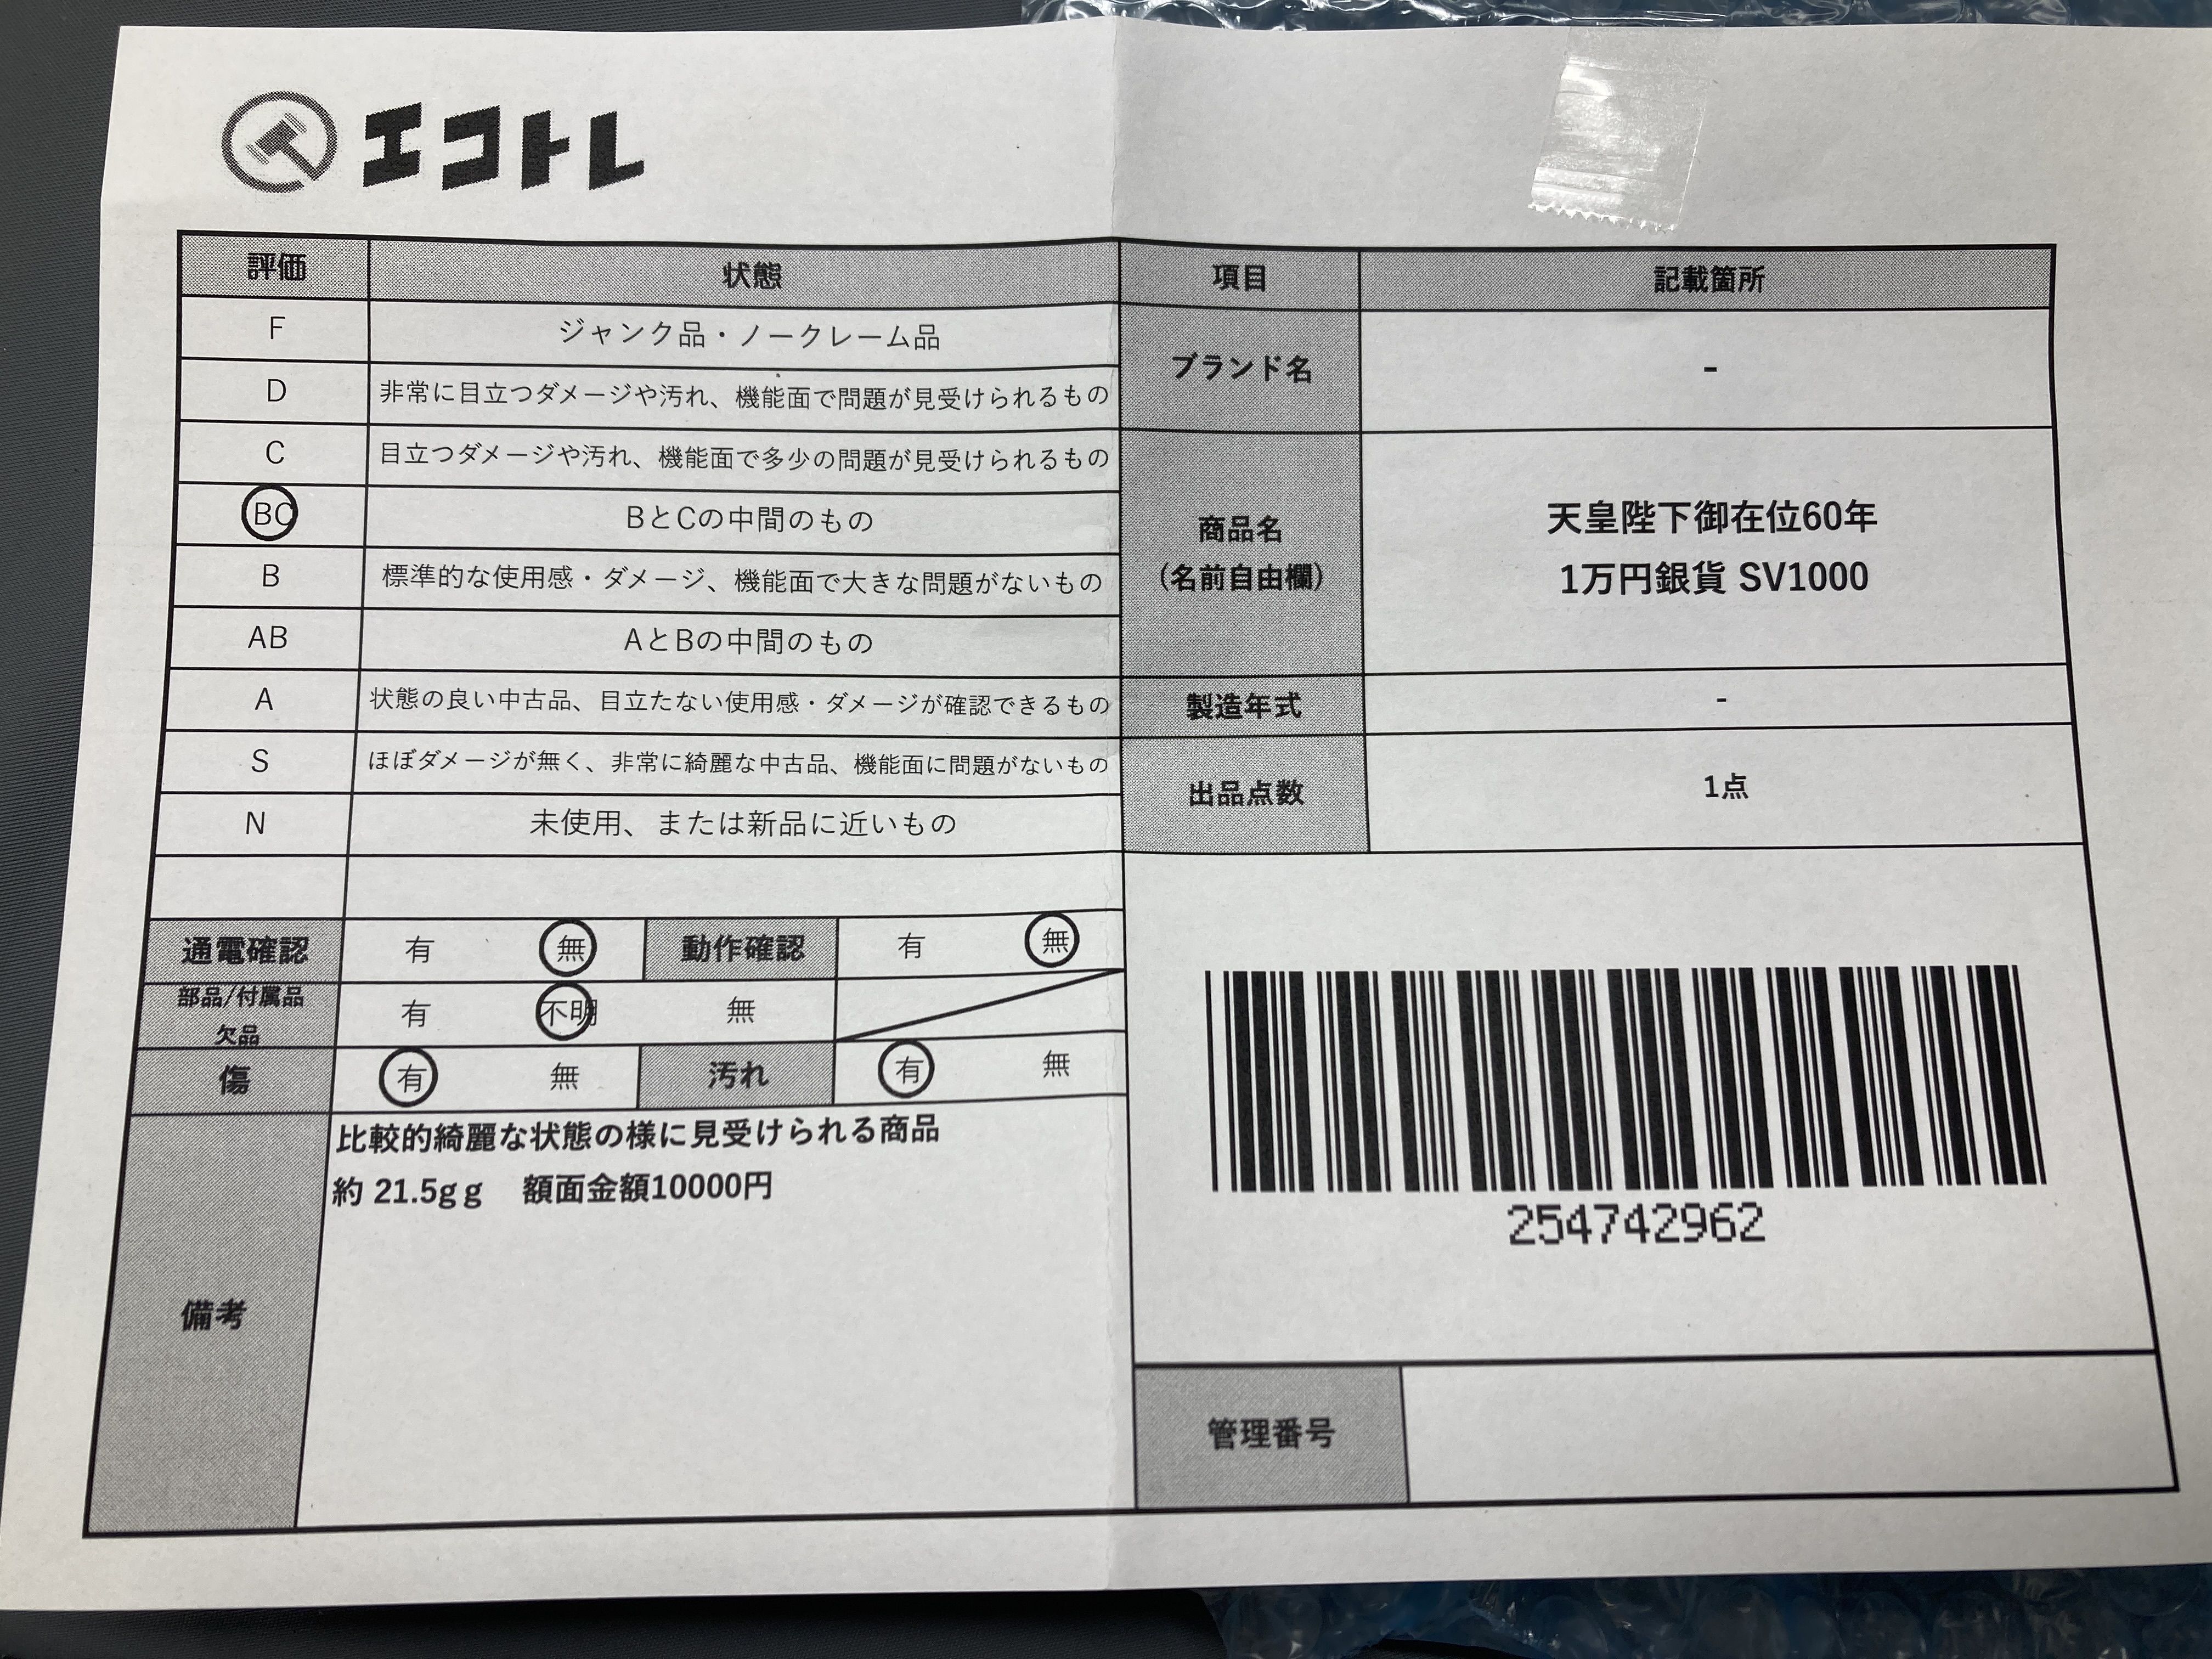 エコトレ
評価 状態
F ジャンク品・ノークレーム品
D 非常に目立つダメージや汚れ、機能面で問題が見受けられるもの
C 目立つダメージや汚れ、機能面で多少の問題が見受けられるもの
BC BとCの中間のもの
B 標準的な使用感・ダメージ、機能面で大きな問題がないもの
AB AとBの中間のもの
A 状態の良い中古品、目立たない使用感・ダメージが確認できるもの
S ほぼダメージが無く、非常に綺麗な中古品、機能面に問題がないもの
N 未使用、または新品に近いもの
通電確認 有 無 動作確認 有 無
部品/付属品
欠品 有 不明 無
傷 有 無 汚れ 有 無
備考
比較的綺麗な状態の様に見受けられる商品
約 21.5gg 額面金額10000円
項目 記載箇所
ブランド名 -
商品名
(名前自由欄)
天皇陛下御在位60年
1万円銀貨 SV1000
製造年式 -
出品点数 1点
254742962
管理番号